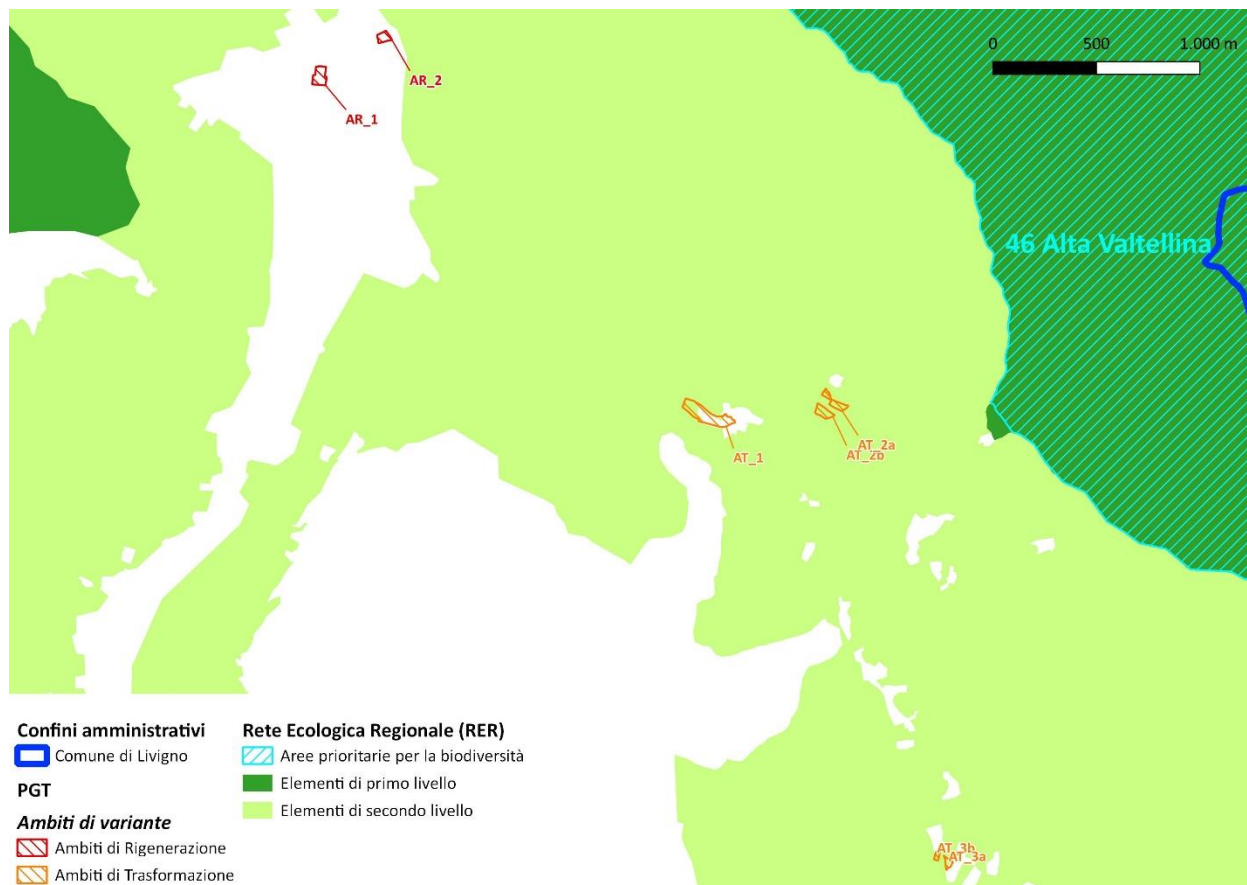 0 500 1.000 m
AR_2
AR_1
46 Alta Valtellina
AT_2a
AT_2b
AT_1
AT_3b
AT_3a
Confini amministrativi
Comune di Livigno
PGT
Ambiti di variante
Ambiti di Rigenerazione
Ambiti di Trasformazione
Rete Ecologica Regionale (RER)
Aree prioritarie per la biodiversità
Elementi di primo livello
Elementi di secondo livello